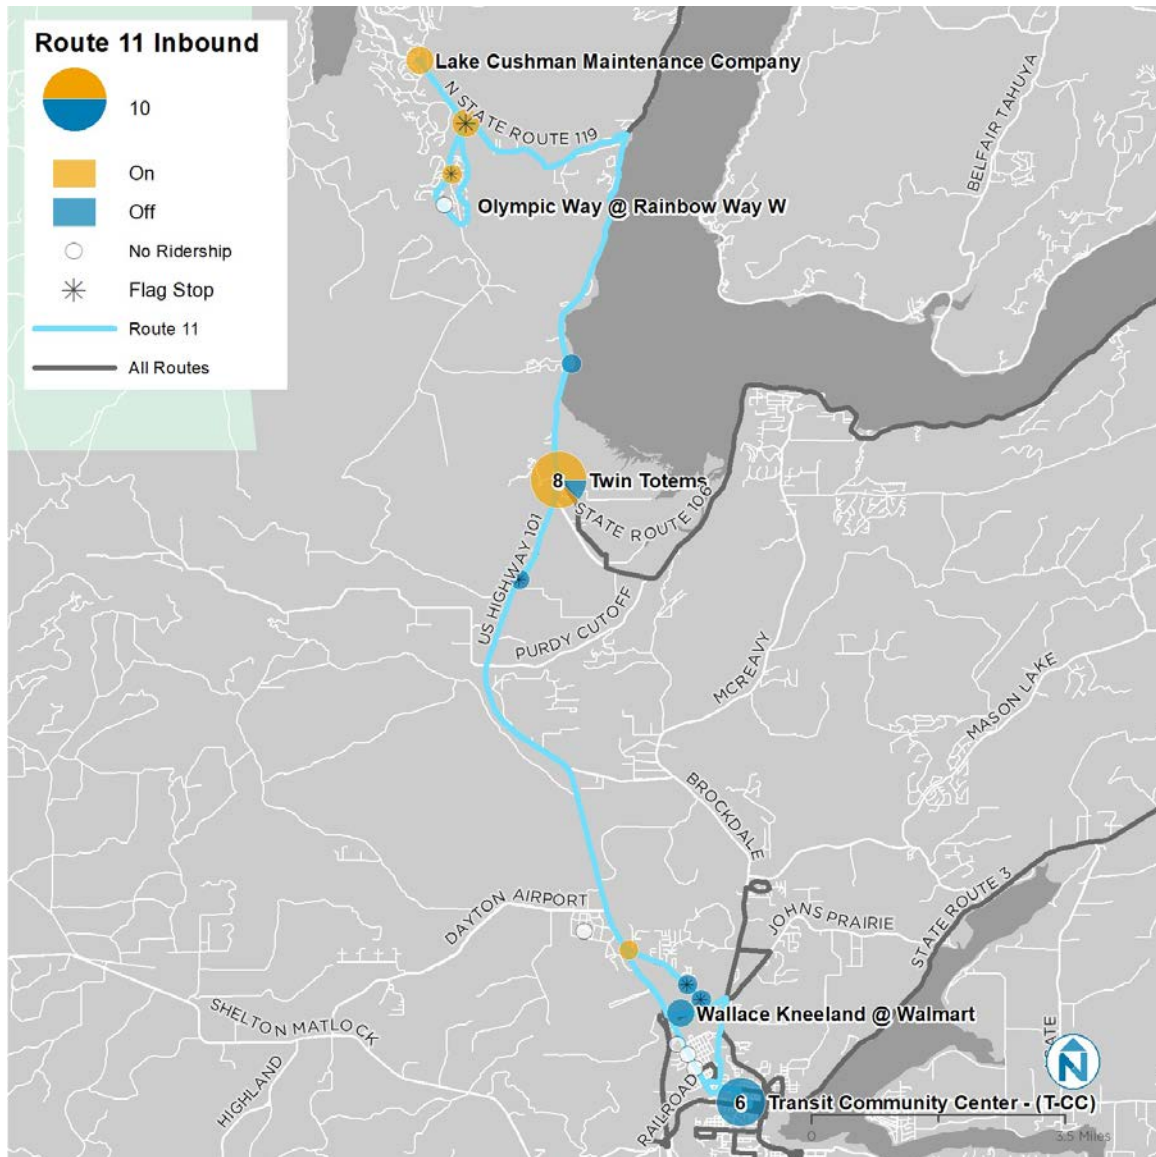 Route 11 Inbound
10
On
Off
No Ridership
Flag Stop
Route 11
All Routes
Lake Cushman Maintenance Company
N STATE ROUTE 119
BELFAIR TAHUYA
Olympic Way @ Rainbow Way W
8 Twin Totems
STATE ROUTE 106
US HIGHWAY 101
PURDY CUTOFF
MCREAVY
MASON LAKE
BROCKDALE
DAYTON AIRPORT
JOHNS PRAIRIE
STATE ROUTE 3
SHELTON MATLOCK
Wallace Kneeland @ Walmart
HIGHLAND
RAILROAD
N
6 Transit Community Center - (T-CC)
0
3.5 Miles